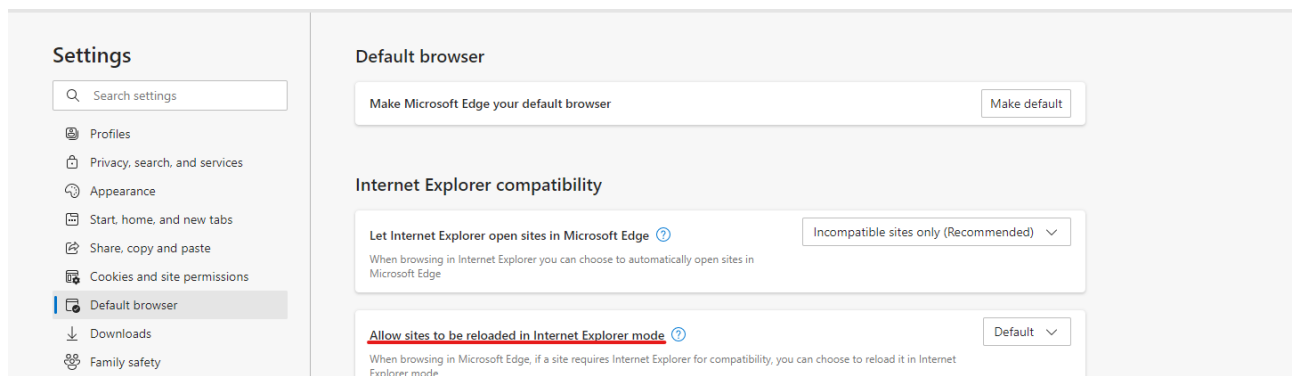 Settings
Search settings
Profiles
Privacy, search, and services
Appearance
Start, home, and new tabs
Share, copy and paste
Cookies and site permissions
Default browser
Downloads
Family safety
Default browser
Make Microsoft Edge your default browser
Make default
Internet Explorer compatibility
Let Internet Explorer open sites in Microsoft Edge
Incompatible sites only (Recommended)
When browsing in Internet Explorer you can choose to automatically open sites in
Microsoft Edge
Allow sites to be reloaded in Internet Explorer mode
Default
When browsing in Microsoft Edge, if a site requires Internet Explorer for compatibility, you can choose to reload it in Internet
Explorer mode